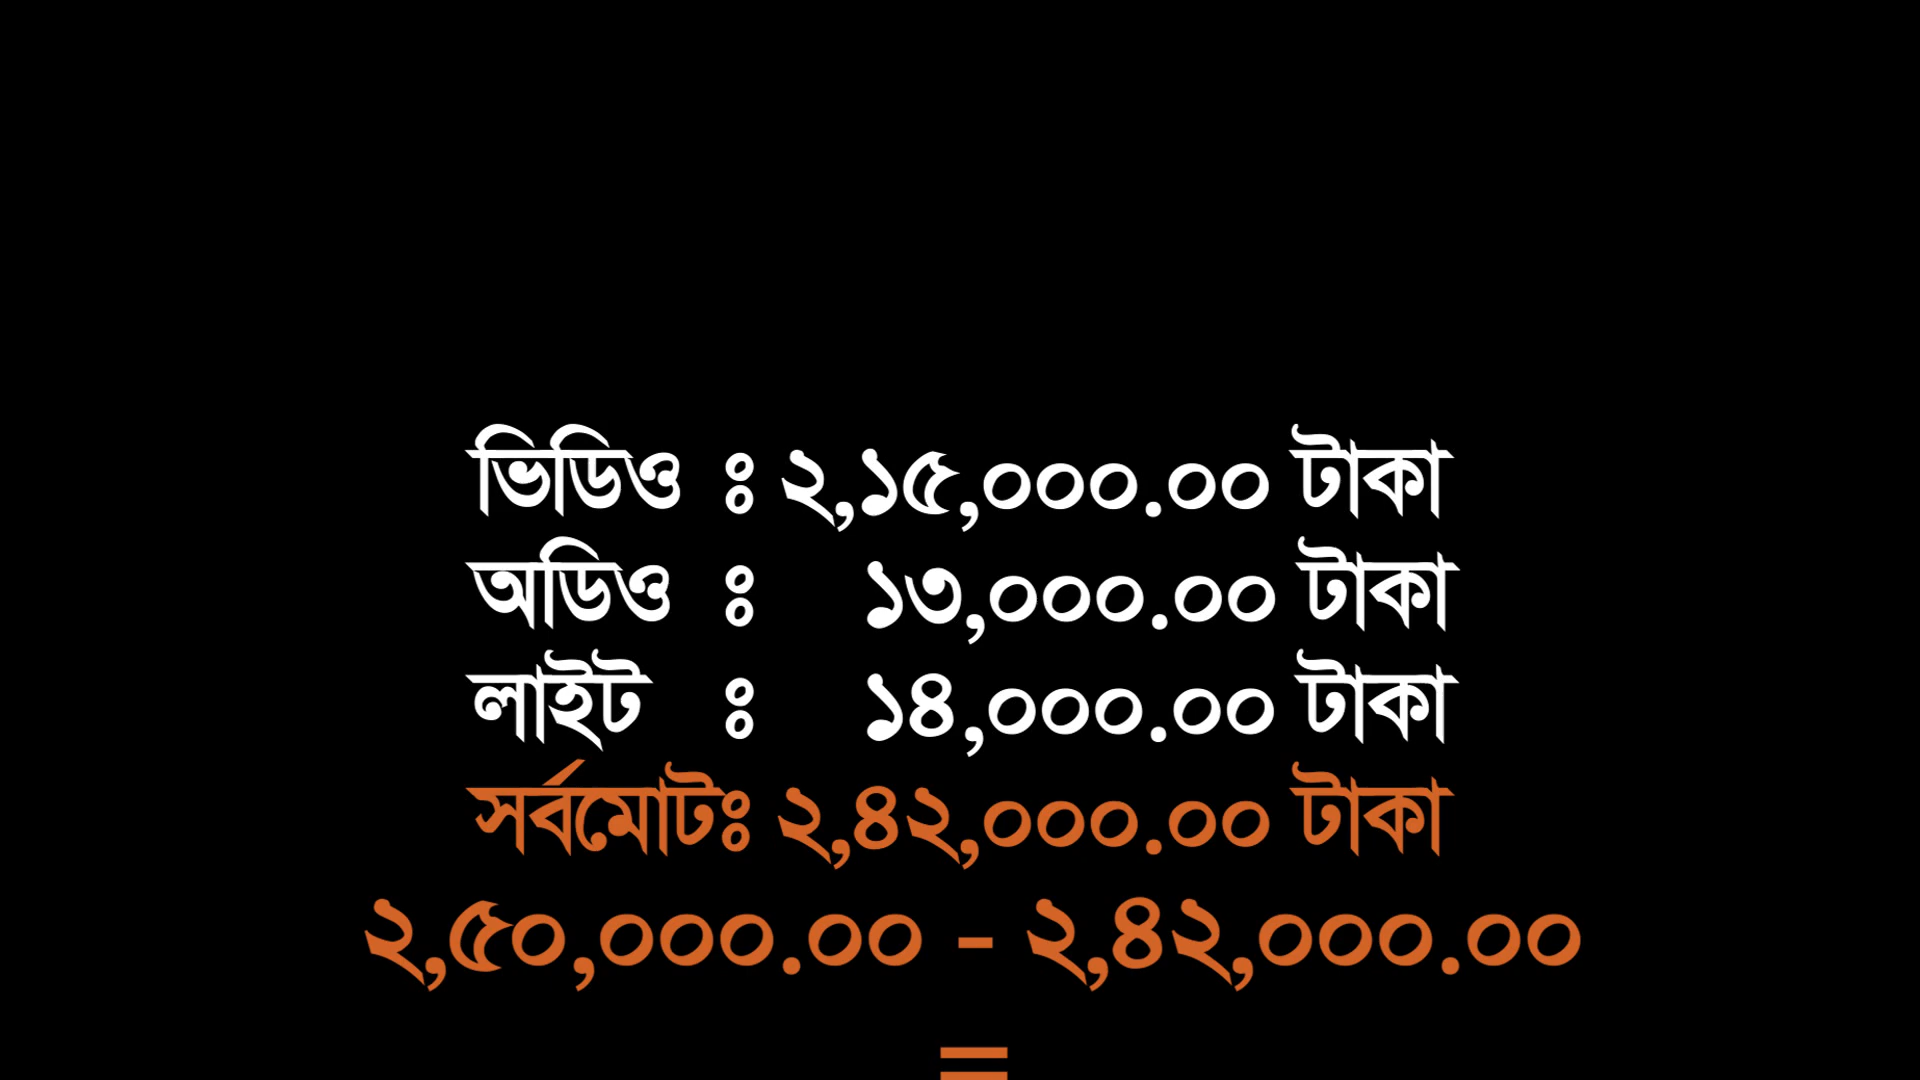 ভিডিও ঃ ২,১৫,০০০.০০ টাকা
অডিও ঃ ১৩,০০০.০০ টাকা
লাইট ঃ ১৪,০০০.০০ টাকা
সর্বমোটঃ ২,৪২,০০০.০০ টাকা
২,৫০,০০০.০০ - ২,৪২,০০০.০০
=